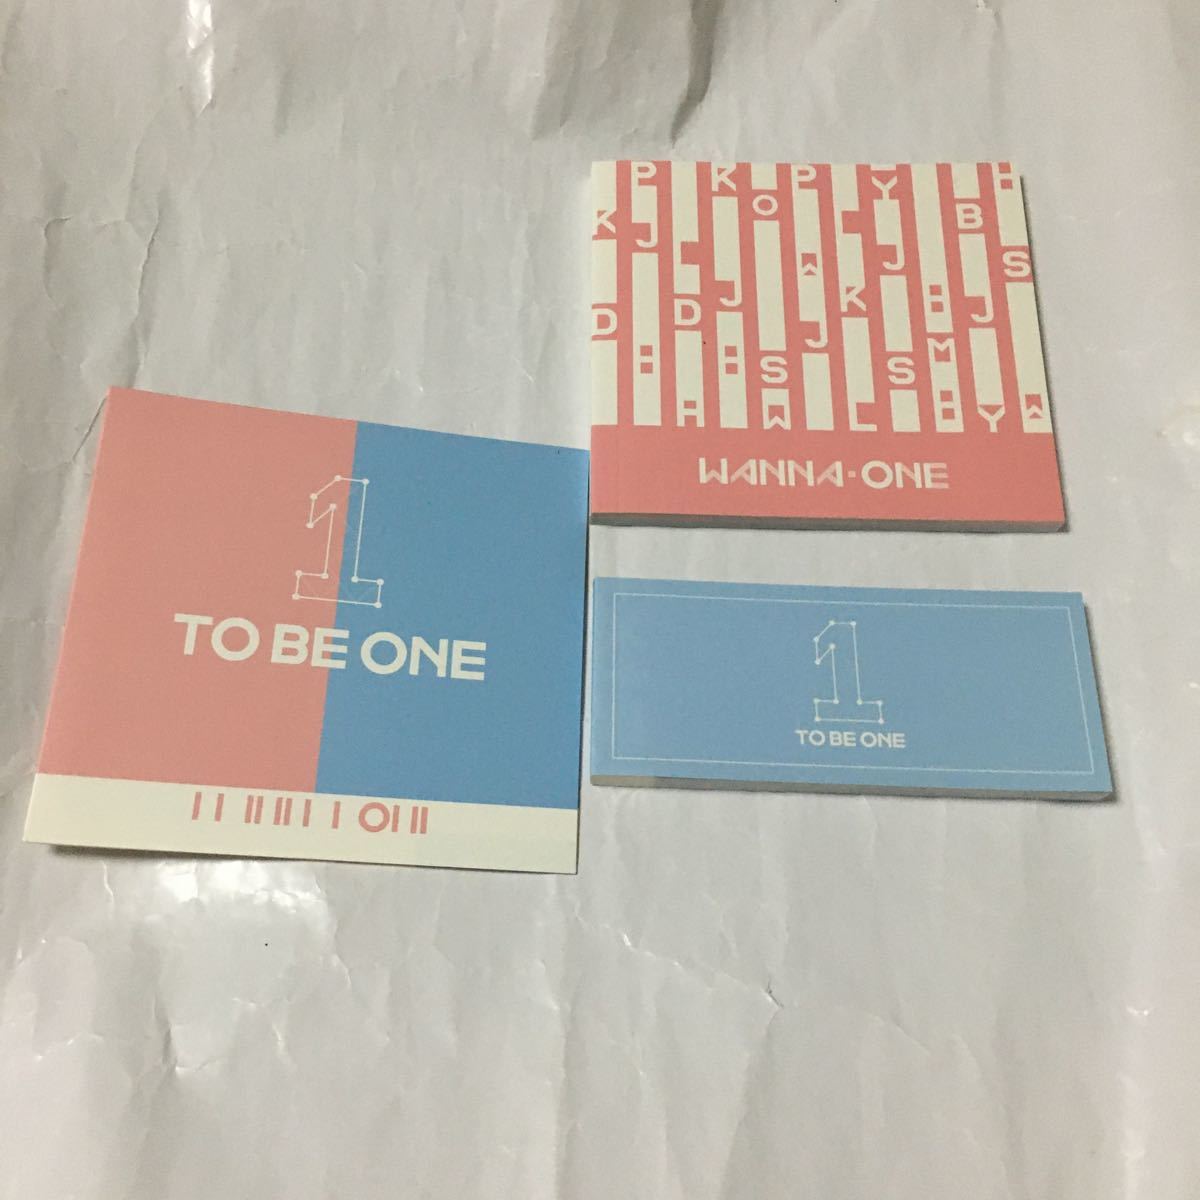 1
TO BE ONE
P R O P Y B
K J L J S
D D J W R J
J
S S M
H W L B Y W
WANNA·ONE
1
TO BE ONE